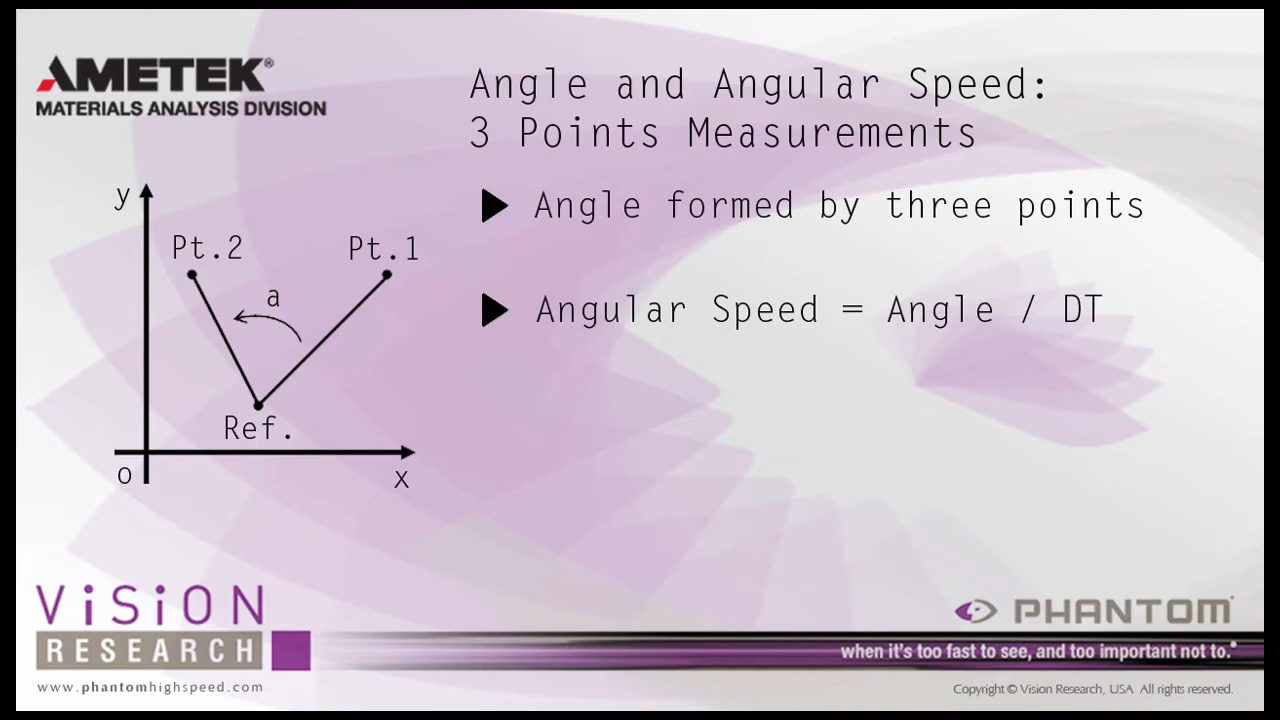 AMETEK®
MATERIALS ANALYSIS DIVISION
Angle and Angular Speed:
3 Points Measurements
y
Pt.2
Pt.1
a
Ref.
o
x
Angle formed by three points
Angular Speed = Angle / DT
ViSiON
RESEARCH
www.phantomhighspeed.com
PHANTOM
when it's too fast to see, and too important not to.®
Copyright © Vision Research, USA All rights reserved.